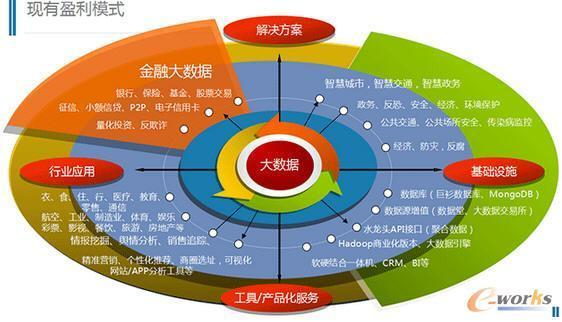 现有盈利模式
解决方案
金融大数据
银行、保险、基金、股票交易
征信、小额信贷、P2P、电子信用卡
量化投资、反欺诈
智慧城市，智慧交通，智慧政务
政务、反恐、安全、经济、环境保护
公共交通、公共场所安全、传染病监控
经济、防灾，反腐
大数据
行业应用
基础设施
衣、食、住、行、医疗、教育、
零售、通信
航空、工业、制造业、体育、娱乐
彩票、影视、餐饮、旅游、房地产等
情报挖掘、舆情分析、销售追踪、
精准营销、个性化推荐、商圈选址，可视化
网站/APP分析工具等
数据库（巨杉数据库、MongoDB）
数据源增值（数据堂、大数据交易所）
水龙头API接口（聚合数据）
Hadoop商业化版本、大数据引擎
软硬结合一体机、CRM、BI等
工具/产品化服务
e-works